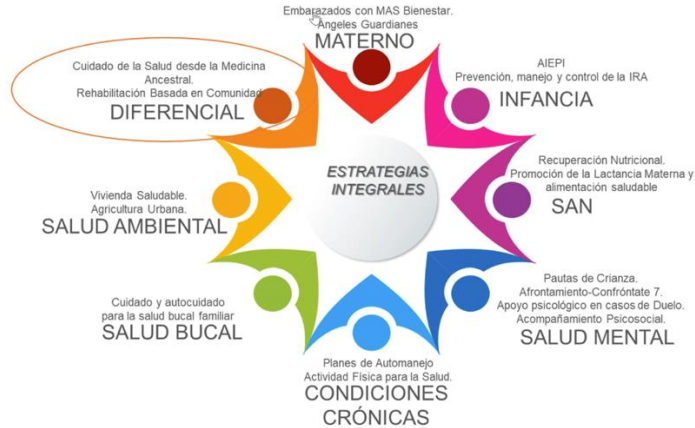 Embarazados con MAS Bienestar.
Ángeles Guardianes
MATERNO
Cuidado de la Salud desde la Medicina
Ancestral.
Rehabilitación Basada en Comunidad
DIFERENCIAL
AIEPI
Prevención, manejo y control de la IRA
INFANCIA
ESTRATEGIAS
INTEGRALES
Recuperación Nutricional.
Promoción de la Lactancia Materna y
alimentación saludable
SAN
Vivienda Saludable.
Agricultura Urbana.
SALUD AMBIENTAL
Pautas de Crianza.
Afrontamiento-Confróntate 7.
Apoyo psicológico en casos de Duelo.
Acompañamiento Psicosocial.
SALUD MENTAL
Cuidado y autocuidado
para la salud bucal familiar
SALUD BUCAL
Planes de Automanejo
Actividad Física para la Salud.
CONDICIONES
CRÓNICAS